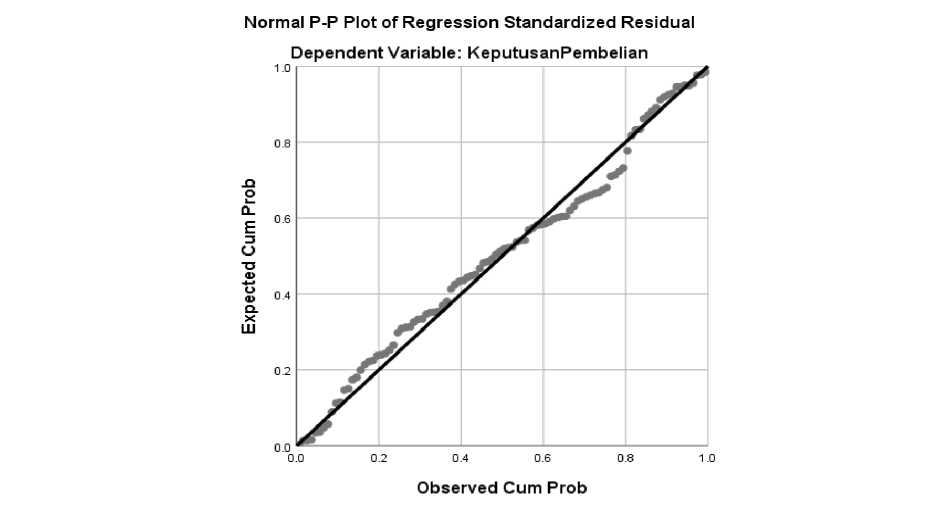 Normal P-P Plot of Regression Standardized Residual
Dependent Variable: KeputusanPembelian
1.0
0.8
0.6
0.4
0.2
0.0
Expected Cum Prob
0.0 0.2 0.4 0.6 0.8 1.0
Observed Cum Prob